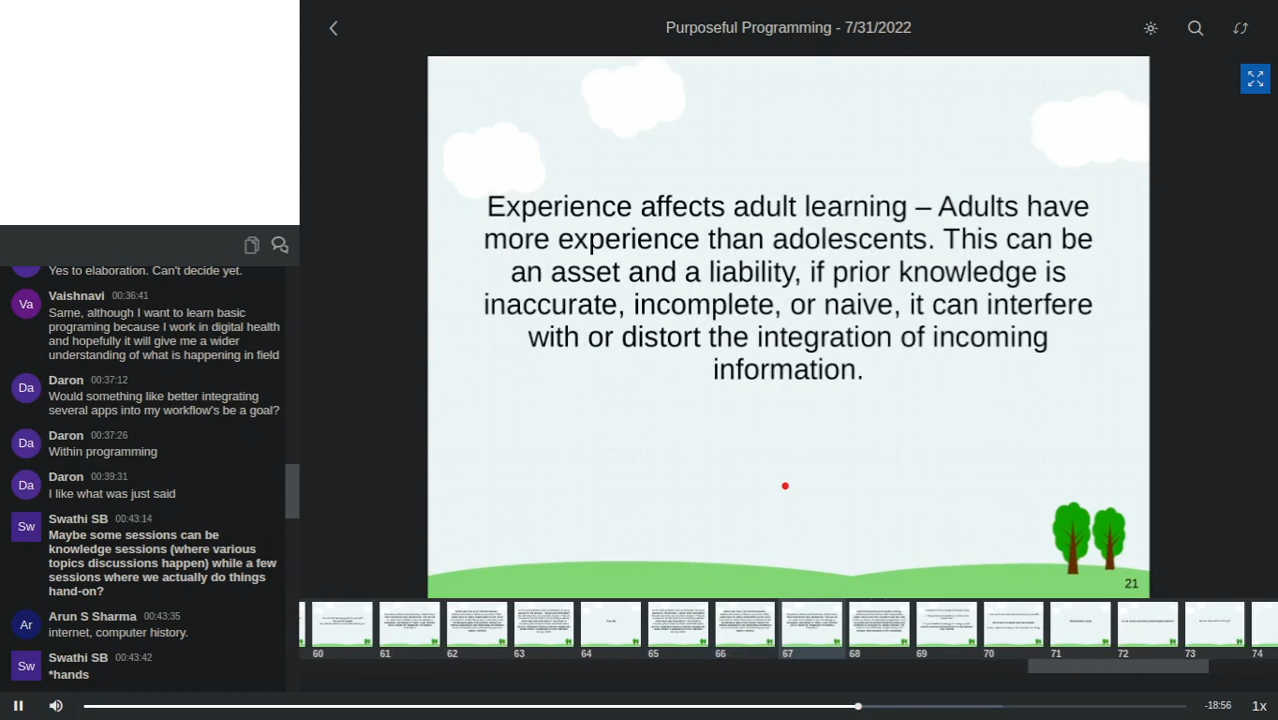 Purposeful Programming - 7/31/2022
Yes to elaboration. Can't decide yet.
Va
Vaishnavi 00:36:41
Same, although I want to learn basic
programing because I work in digital health
and hopefully it will give me a wider
understanding of what is happening in field
Da
Daron 00:37:12
Would something like better integrating
several apps into my workflow's be a goal?
Da
Daron 00:37:26
Within programming
Da
Daron 00:39:31
I like what was just said
Sw
Swathi SB 00:43:14
Maybe some sessions can be
knowledge sessions (where various
topics discussions happen) while a few
sessions where we actually do things
hand-on?
Ar
Arun S Sharma 00:43:35
internet, computer history.
Sw
Swathi SB 00:43:42
*hands
Experience affects adult learning – Adults have
more experience than adolescents. This can be
an asset and a liability, if prior knowledge is
inaccurate, incomplete, or naive, it can interfere
with or distort the integration of incoming
information.
21
60 61 62 63 64 65 66 67 68 69 70 71 72 73 74
-18:56 1x